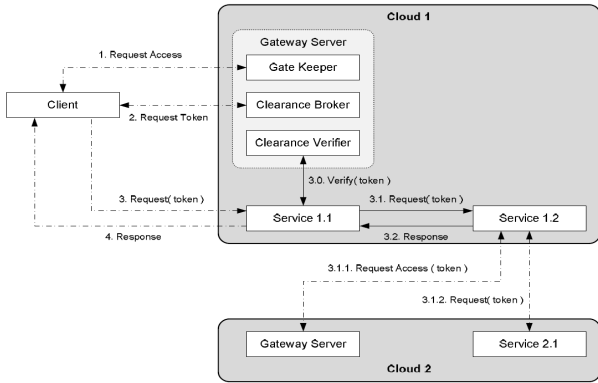 Cloud 1
Gateway Server
1. Request Access
Gate Keeper
Client
Clearance Broker
2. Request Token
Clearance Verifier
3.0. Verify( token )
3. Request( token )
3.1. Request( token )
Service 1.1
Service 1.2
4. Response
3.2. Response
3.1.1. Request Access ( token )
3.1.2. Request( token )
Gateway Server
Service 2.1
Cloud 2